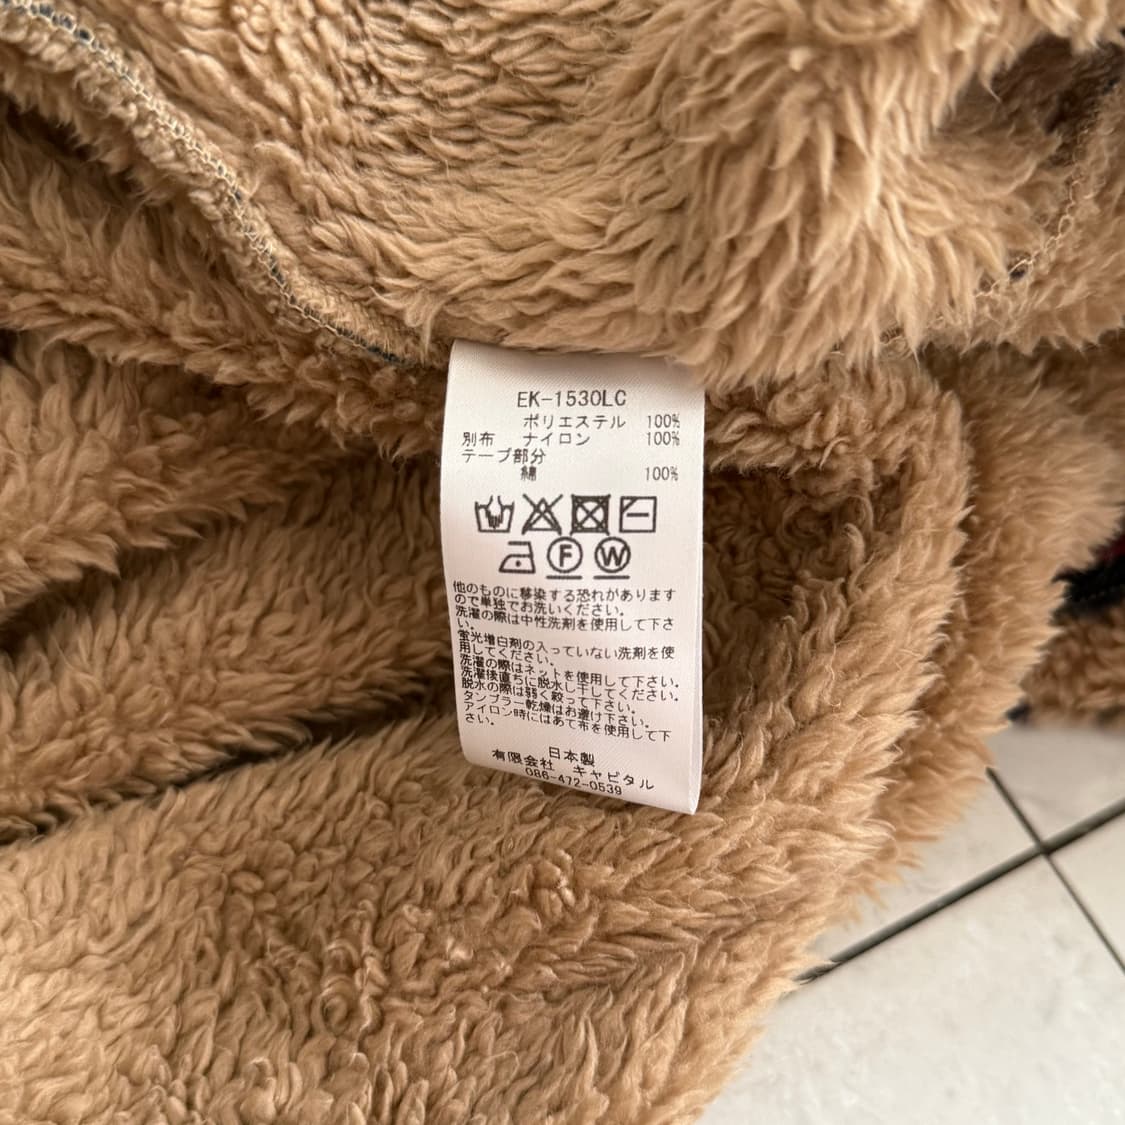 EK-1530LC
ポリエステル 100%
別布 ナイロン 100%
テープ部分
綿 100%
F W
他のものに移染する恐れがあります
ので単独でお洗いください。
洗濯の際は中性洗剤を使用して下さ
い。
蛍光増白剤の入っていない洗剤を使
用してください。
洗濯の際はネットを使用して下さい。
洗濯後直ちに脱水し干してください。
脱水の際は弱く絞って下さい。
タンブラー乾燥はお避け下さい。
アイロン時にはあて布を使用して下
さい。
日本製
有限会社 キャピタル
086-472-0539